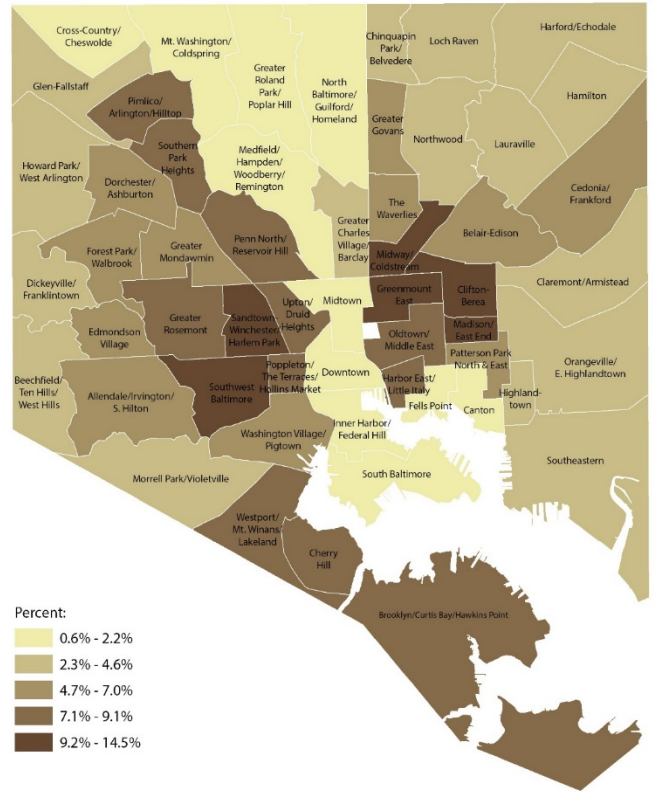 Cross-Country/
Cheswolde
Mt. Washington/
Coldspring
Greater
Roland
Park/
Poplar Hill
North
Baltimore/
Guilford/
Homeland
Chinquapin
Park/
Belvedere
Loch Raven
Harford/Echodale
Glen-Fallstaff
Pimlico/
Arlington/Hilltop
Hamilton
Greater
Govans
Northwood
Lauraville
Southern
Park
Heights
Medfield/
Hampden/
Woodberry/
Remington
Howard Park/
West Arlington
Dorchester/
Ashburton
Cedonia/
Frankford
The
Waverlies
Belair-Edison
Greater
Charles
Village/
Barclay
Penn North/
Reservoir Hill
Forest Park/
Walbrook
Greater
Mondawmin
Midway/
Coldstream
Dickeyville/
Franklintown
Claremont/Armistead
Greenmount
East
Clifton-
Berea
Midtown
Upton/
Druid
Heights
Greater
Rosemont
Sandtown-
Winchester/
Harlem Park
Edmondson
Village
Oldtown/
Middle East
Madison/
East End
Patterson Park
North & East
Orangeville/
E. Highlandtown
Beechfield/
Ten Hills/
West Hills
Allendale/Irvington/
S. Hilton
Southwest
Baltimore
Poppleton/
The Terraces/
Hollins Market
Downtown
Harbor East/
Little Italy
Highland-
town
Fells Point
Canton
Washington Village/
Pigtown
Inner Harbor/
Federal Hill
Southeastern
Morrell Park/Violetville
South Baltimore
Westport/
Mt. Winans/
Lakeland
Cherry
Hill
Brooklyn/Curtis Bay/Hawkins Point
Percent:
0.6% - 2.2%
2.3% - 4.6%
4.7% - 7.0%
7.1% - 9.1%
9.2% - 14.5%